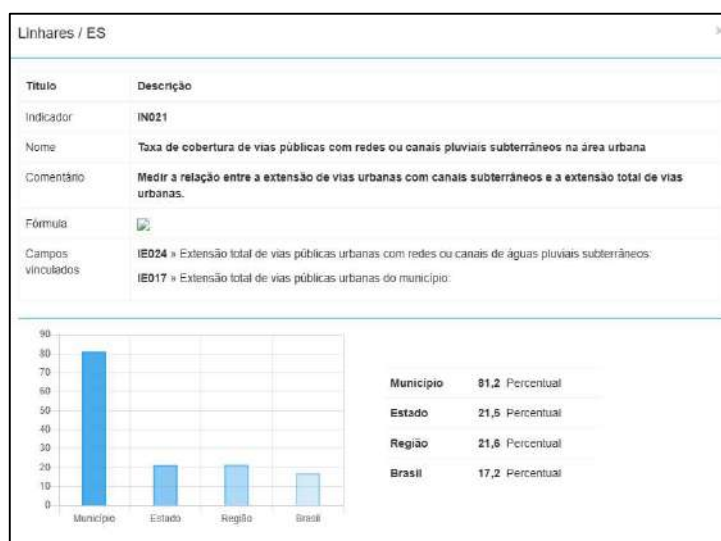 Linhares / ES
×
Título Descrição
Indicador IN021
Nome Taxa de cobertura de vias públicas com redes ou canais pluviais subterrâneos na área urbana
Comentário Medir a relação entre a extensão de vias urbanas com canais subterrâneos e a extensão total de vias
urbanas.
Fórmula
Campos IE024 » Extensão total de vias públicas urbanas com redes ou canais de águas pluviais subterrâneos:
vinculados
IE017 » Extensão total de vias públicas urbanas do município:
90
80
70
60
50
40
30
20
10
0
Município Estado Região Brasil
Município 81,2 Percentual
Estado 21,5 Percentual
Região 21,6 Percentual
Brasil 17,2 Percentual